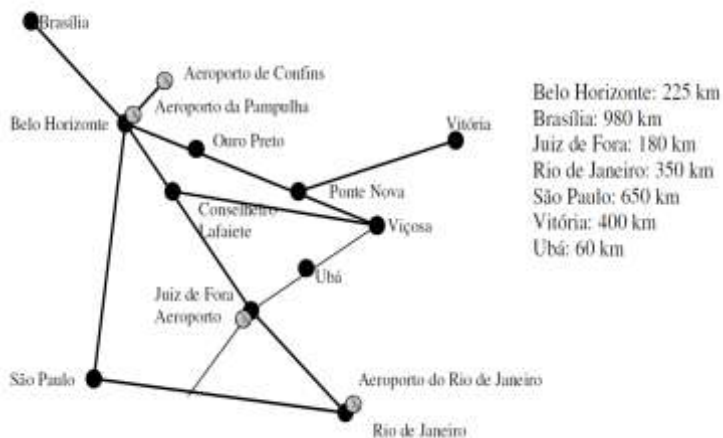 Brasília
Aeroporto de Confins
Aeroporto da Pampulha
Belo Horizonte
Ouro Preto
Vitória
Ponte Nova
Conselheiro
Lafaiete
Viçosa
Ubá
Juiz de Fora
Aeroporto
São Paulo
Aeroporto do Rio de Janeiro
Rio de Janeiro
Belo Horizonte: 225 km
Brasília: 980 km
Juiz de Fora: 180 km
Rio de Janeiro: 350 km
São Paulo: 650 km
Vitória: 400 km
Ubá: 60 km